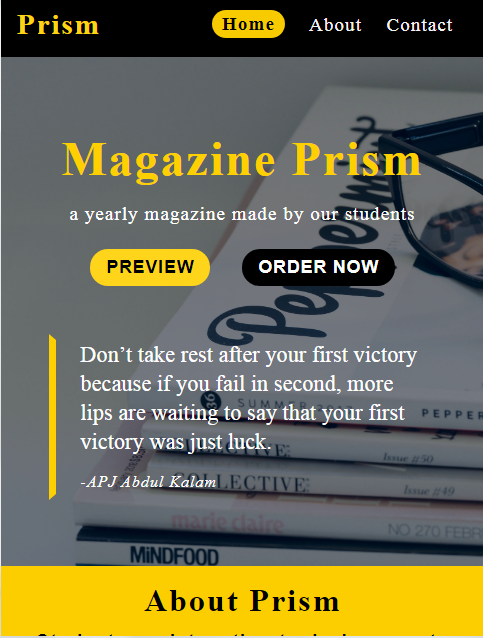 Prism
Home About Contact
Magazine Prism
a yearly magazine made by our students
PREVIEW ORDER NOW
Peppermint
Don’t take rest after your first victory
because if you fail in second, more
lips are waiting to say that your first
victory was just luck.
-APJ Abdul Kalam
36
SUMMER
PEPPER
Issue #50
COLLECTIVE
Issue #49
marie claire
NO 270 FEBR
MiNDFOOD
About Prism